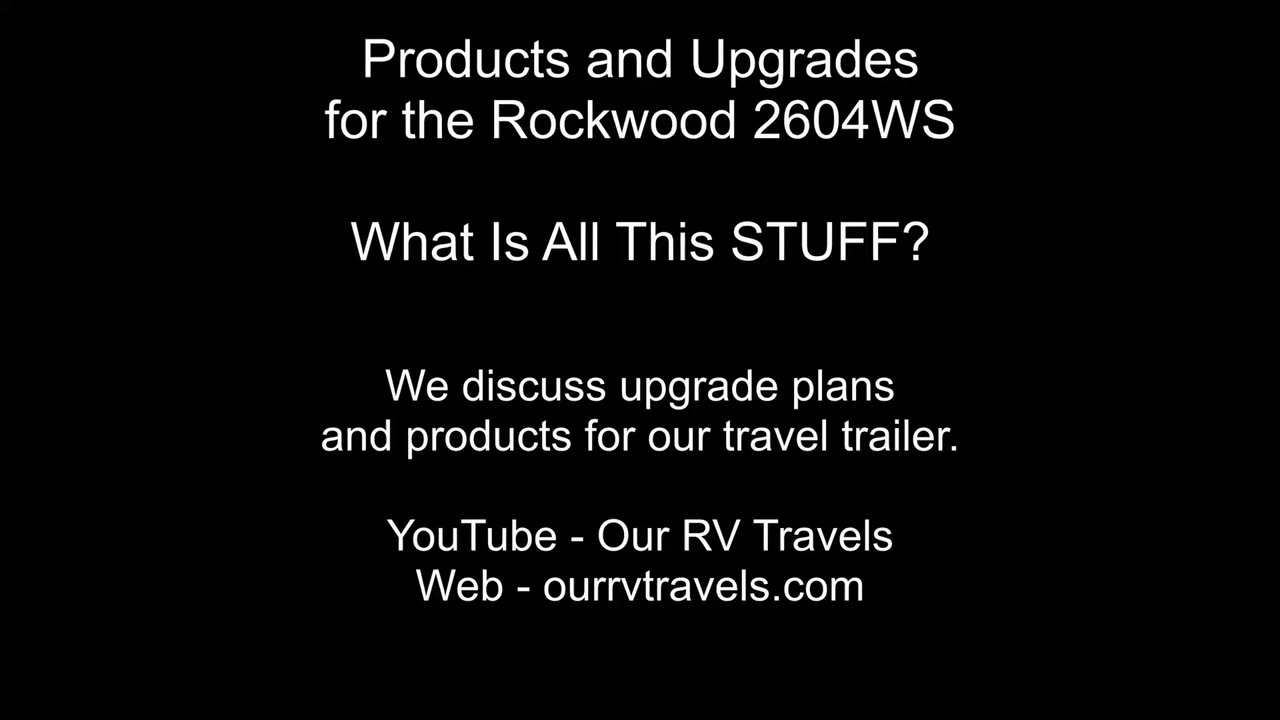 Products and Upgrades
for the Rockwood 2604WS
What Is All This STUFF?
We discuss upgrade plans
and products for our travel trailer.
YouTube - Our RV Travels
Web - ourrvtravels.com